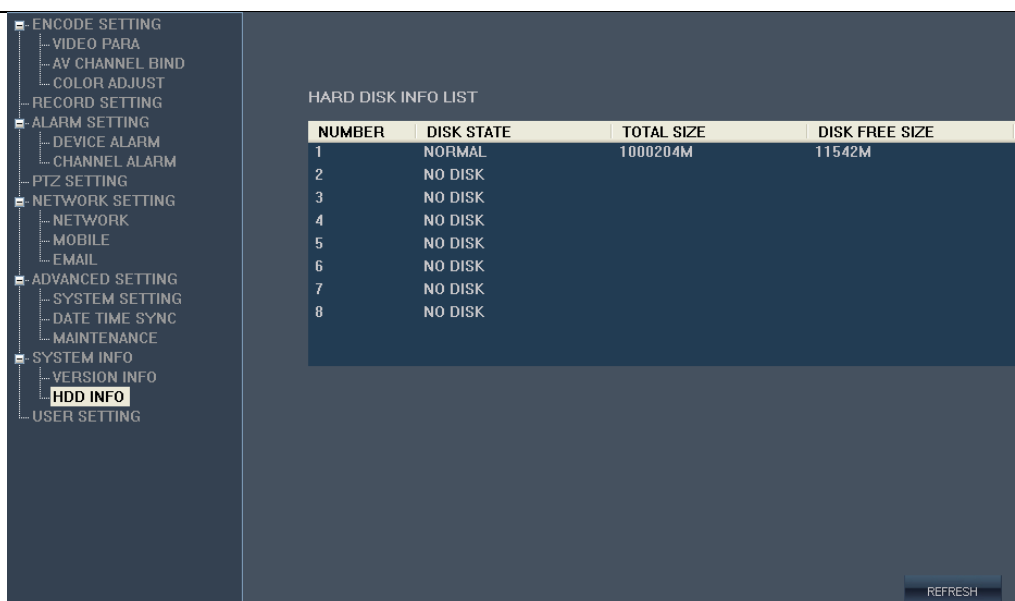 ENCODE SETTING
VIDEO PARA
AV CHANNEL BIND
COLOR ADJUST
RECORD SETTING
ALARM SETTING
DEVICE ALARM
CHANNEL ALARM
PTZ SETTING
NETWORK SETTING
NETWORK
MOBILE
EMAIL
ADVANCED SETTING
SYSTEM SETTING
DATE TIME SYNC
MAINTENANCE
SYSTEM INFO
VERSION INFO
HDD INFO
USER SETTING
HARD DISK INFO LIST
NUMBER DISK STATE TOTAL SIZE DISK FREE SIZE
1 NORMAL 1000204M 11542M
2 NO DISK
3 NO DISK
4 NO DISK
5 NO DISK
6 NO DISK
7 NO DISK
8 NO DISK
REFRESH